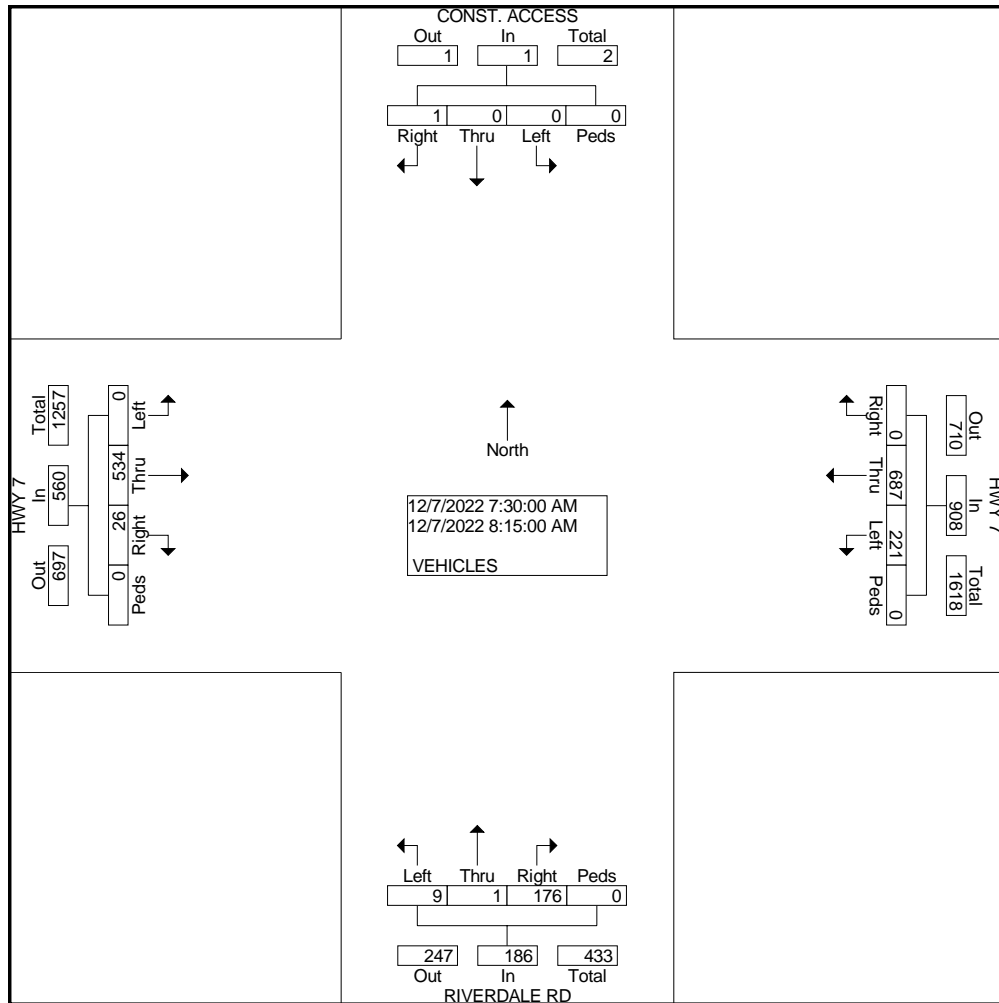 CONST. ACCESS
Out In Total
1 1 2
1 0 0 0
Right Thru Left Peds
HWY 7
Total In Out
1257 560 697
0 534 26 0
Left Thru Right Peds
North
12/7/2022 7:30:00 AM
12/7/2022 8:15:00 AM
VEHICLES
Right Thru Left Peds
0 687 221 0
Out In Total
710 908 1618
HWY 7
Left Thru Right Peds
9 1 176 0
247 186 433
Out In Total
RIVERDALE RD